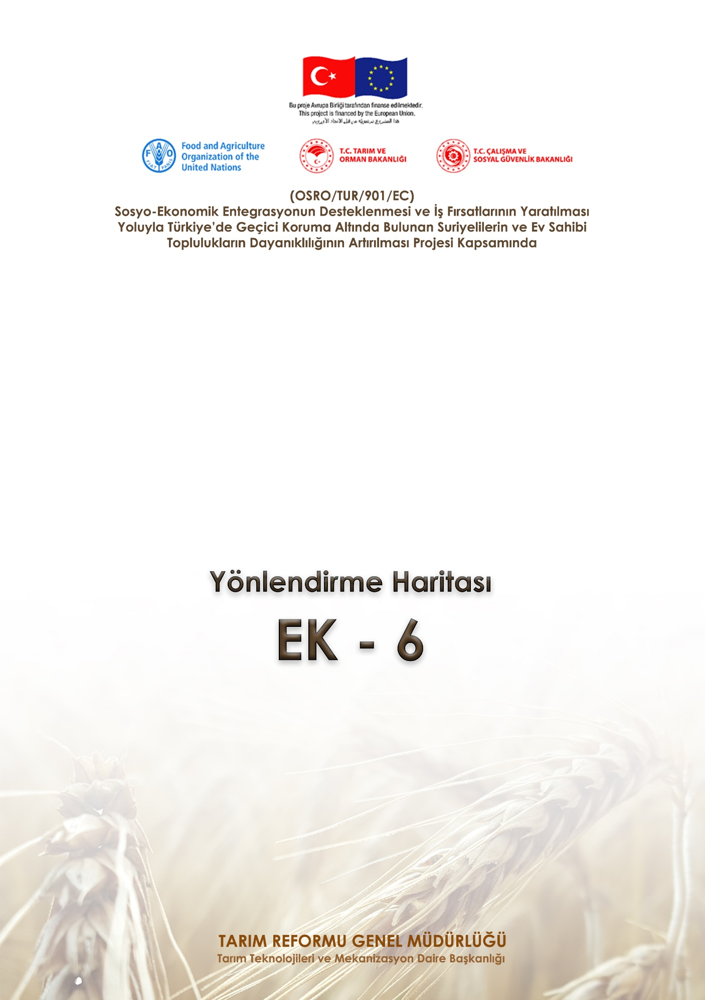 Bu proje Avrupa Birliği tarafından finanse edilmektedir.
This project is financed by the European Union.
هذا المشروع تم تمويله من قبل الاتحاد الأوروبي
FAO
FIAT PANIS
Food and Agriculture
Organization of the
United Nations
T.C. TARIM VE
ORMAN BAKANLIĞI
T.C. ÇALIŞMA VE
SOSYAL GÜVENLİK BAKANLIĞI
(OSRO/TUR/901/EC)
Sosyo-Ekonomik Entegrasyonun Desteklenmesi ve İş Fırsatlarının Yaratılması
Yoluyla Türkiye’de Geçici Koruma Altında Bulunan Suriyelilerin ve Ev Sahibi
Toplulukların Dayanıklılığının Artırılması Projesi Kapsamında
Yönlendirme Haritası
EK - 6
TARIM REFORMU GENEL MÜDÜRLÜĞÜ
Tarım Teknolojileri ve Mekanizasyon Daire Başkanlığı